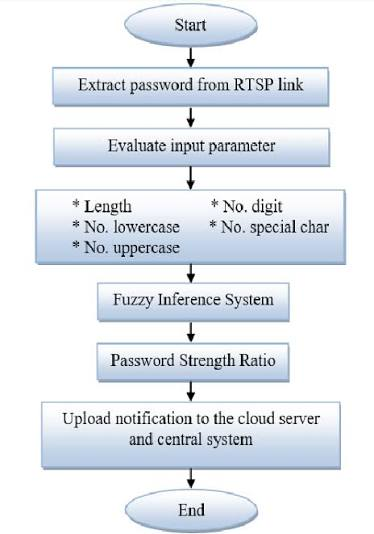 Start
Extract password from RTSP link
Evaluate input parameter
* Length * No. digit
* No. lowercase * No. special char
* No. uppercase
Fuzzy Inference System
Password Strength Ratio
Upload notification to the cloud server
and central system
End